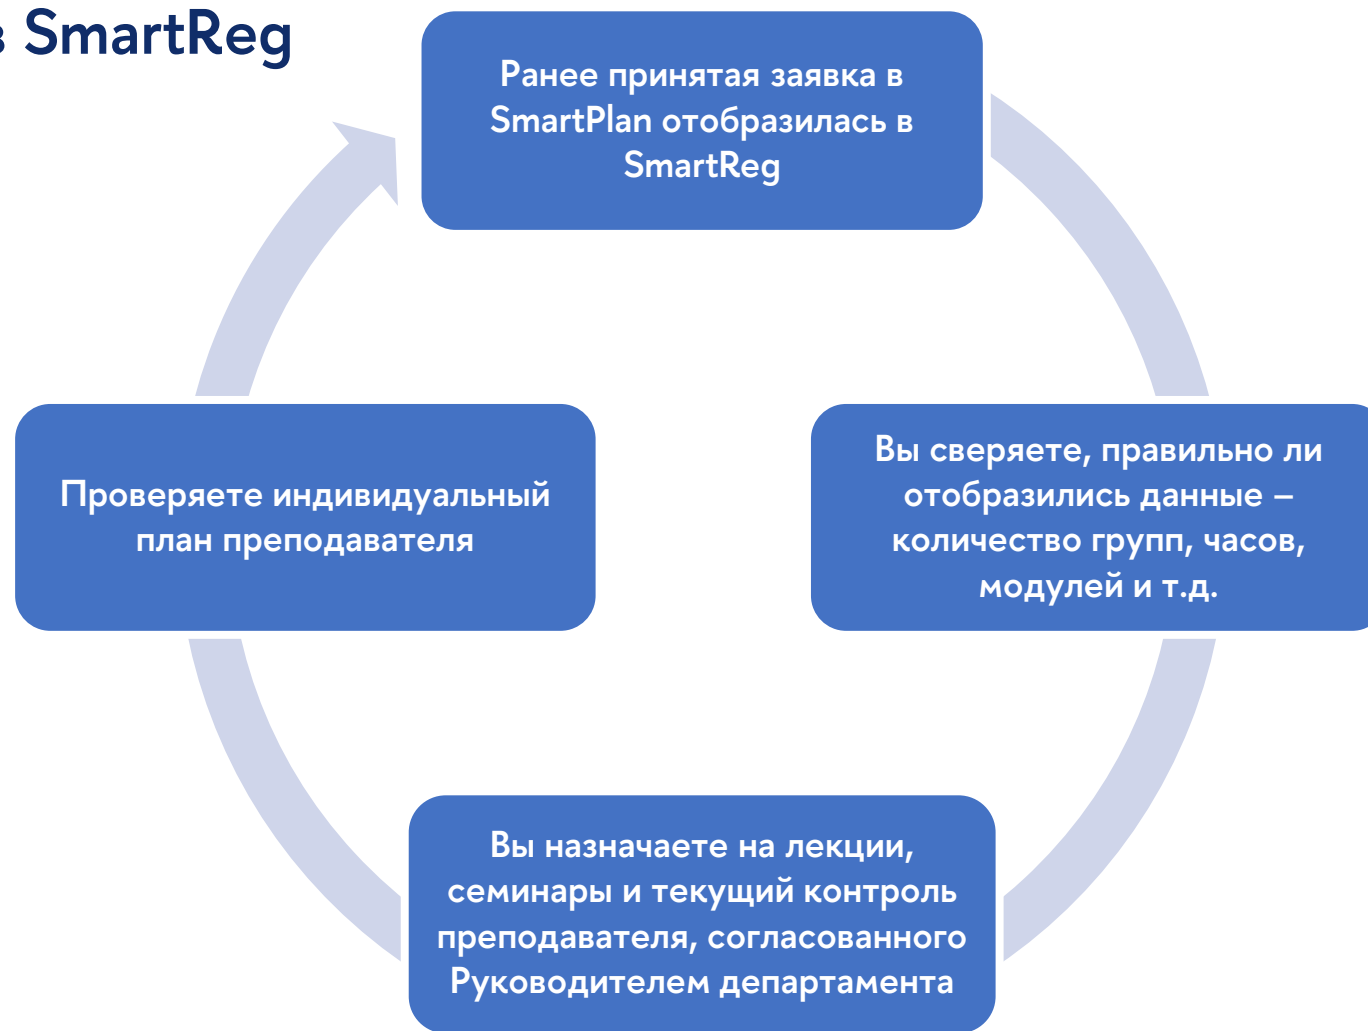 в SmartReg
Ранее принятая заявка в
SmartPlan отобразилась в
SmartReg
Вы сверяете, правильно ли
отобразились данные –
количество групп, часов,
модулей и т.д.
Вы назначаете на лекции,
семинары и текущий контроль
преподавателя, согласованного
Руководителем департамента
Проверяете индивидуальный
план преподавателя